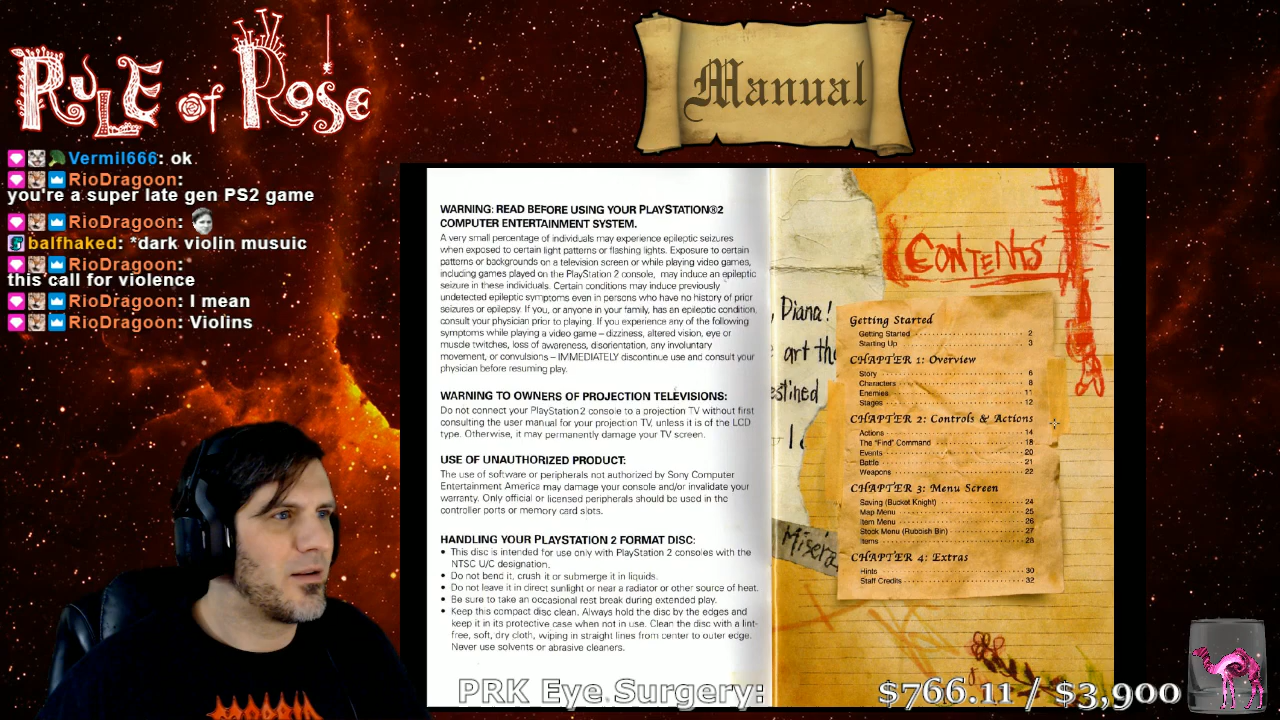 RULE of ROSE
Manual
Vermil666: ok
RioDragoon:
you're a super late gen PS2 game
RioDragoon:
balfhaked: *dark violin musuic
RioDragoon:
this call for violence
RioDragoon: I mean
RioDragoon: Violins
WARNING: READ BEFORE USING YOUR PLAYSTATION®2
COMPUTER ENTERTAINMENT SYSTEM.
A very small percentage of individuals may experience epileptic seizures
when exposed to certain light patterns or flashing lights. Exposure to certain
patterns or backgrounds on a television screen or while playing video games,
including games played on the PlayStation 2 console, may induce an epileptic
seizure in these individuals. Certain conditions may induce previously
undetected epileptic symptoms even in persons who have no history of prior
seizures or epilepsy. If you, or anyone in your family, has an epileptic condition,
consult your physician prior to playing. If you experience any of the following
symptoms while playing a video game – dizziness, altered vision, eye or
muscle twitches, loss of awareness, disorientation, any involuntary
movement, or convulsions – IMMEDIATELY discontinue use and consult your
physician before resuming play.
WARNING TO OWNERS OF PROJECTION TELEVISIONS:
Do not connect your PlayStation 2 console to a projection TV without first
consulting the user manual for your projection TV, unless it is of the LCD
type. Otherwise, it may permanently damage your TV screen.
USE OF UNAUTHORIZED PRODUCT:
The use of software or peripherals not authorized by Sony Computer
Entertainment America may damage your console and/or invalidate your
warranty. Only official or licensed peripherals should be used in the
controller ports or memory card slots.
HANDLING YOUR PLAYSTATION 2 FORMAT DISC:
• This disc is intended for use only with PlayStation 2 consoles with the
NTSC U/C designation.
• Do not bend it, crush it or submerge it in liquids.
• Do not leave it in direct sunlight or near a radiator or other source of heat.
• Be sure to take an occasional rest break during extended play.
• Keep this compact disc clean. Always hold the disc by the edges and
keep it in its protective case when not in use. Clean the disc with a lint-
free, soft, dry cloth, wiping in straight lines from center to outer edge.
Never use solvents or abrasive cleaners.
CONTENTS
, Diana!
art the
estined
Misera
Getting Started
Getting Started 2
Starting Up 3
CHAPTER 1: Overview
Story 6
Characters 8
Enemies 11
Stages 12
CHAPTER 2: Controls & Actions
Actions 14
The "Find" Command 18
Events 20
Battle 21
Weapons 22
CHAPTER 3: Menu Screen
Saving (Bucket Knight) 24
Map Menu 25
Item Menu 26
Stock Menu (Rubbish Bin) 27
Items 28
CHAPTER 4: Extras
Hints 30
Staff Credits 32
PRK Eye Surgery: $766.11 / $3,900